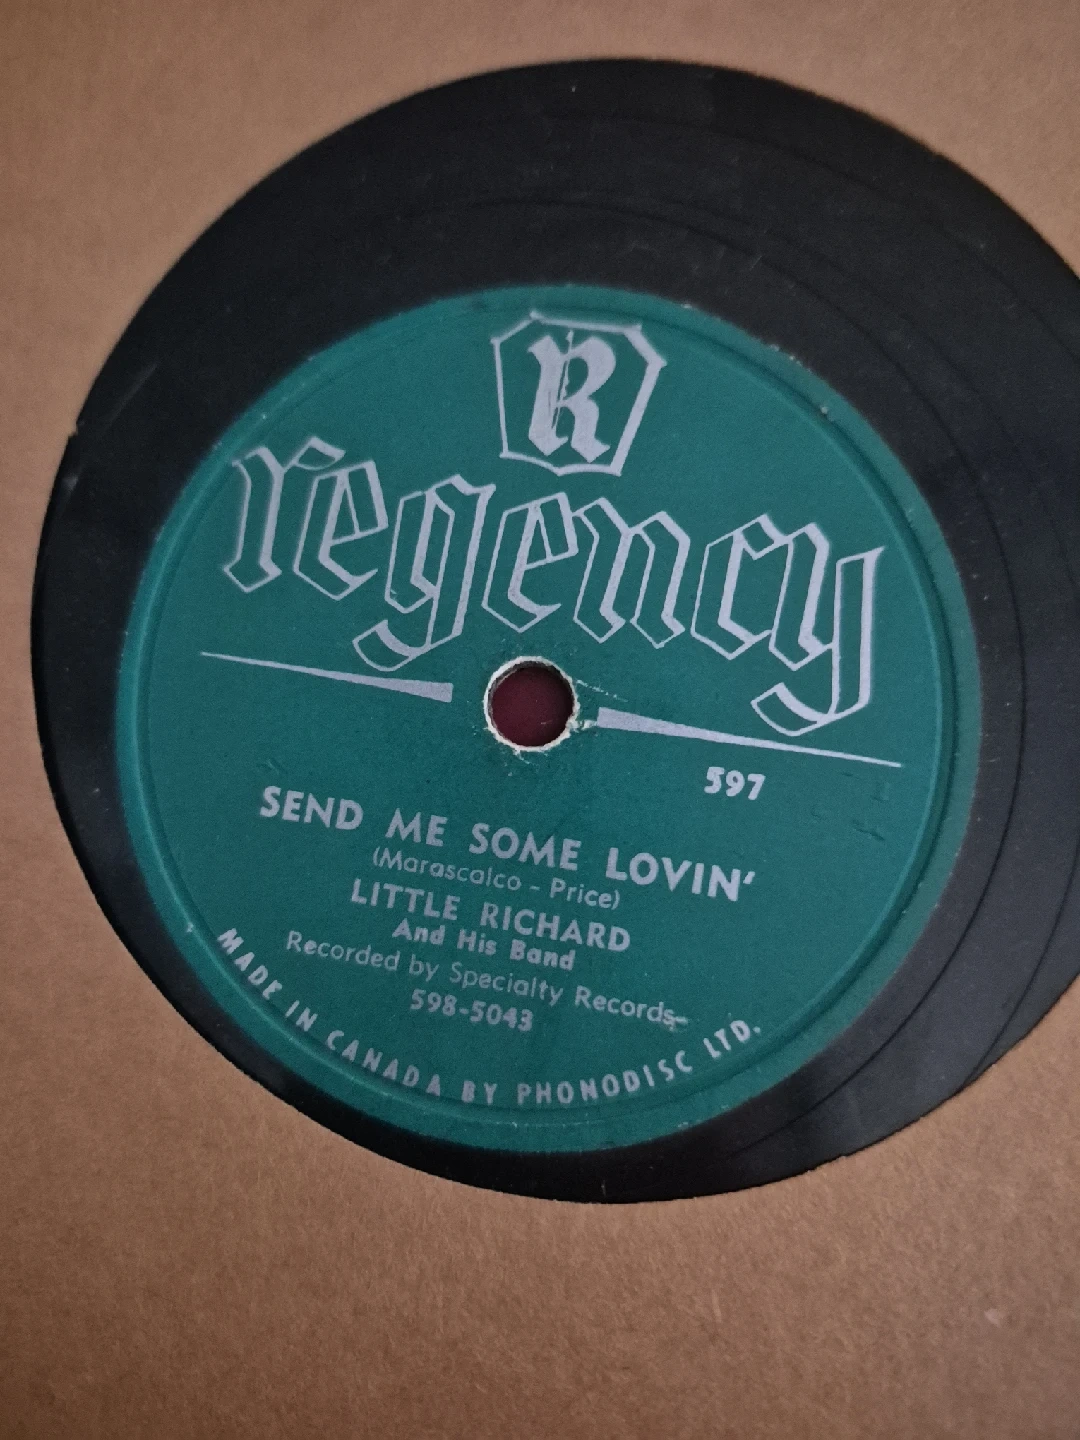 R
regency
597
SEND ME SOME LOVIN'
(Marascalco - Price)
LITTLE RICHARD
And His Band
Recorded by Specialty Records
598-5043
MADE IN CANADA BY PHONODISC LTD.